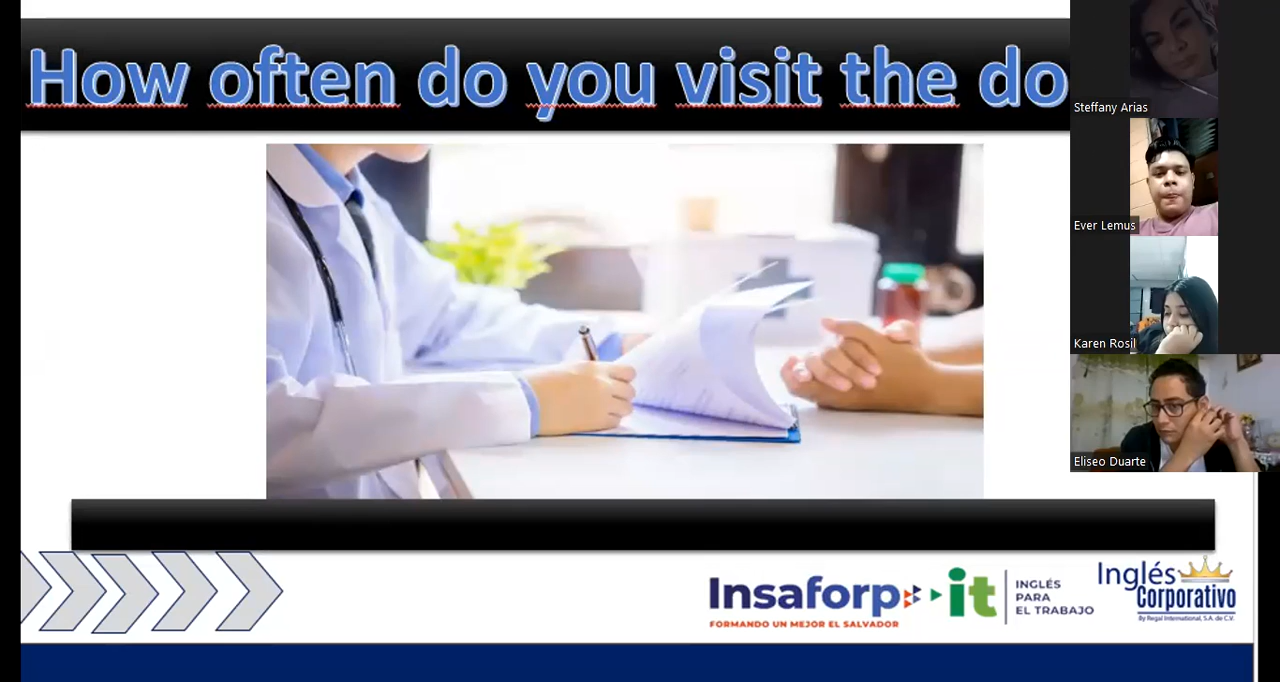 How often do you visit the do
Steffany Arias
Ever Lemus
Karen Rosil
Eliseo Duarte
Insaforp
FORMANDO UN MEJOR EL SALVADOR
it
INGLÉS
PARA
EL TRABAJO
Inglés
Corporativo
By Regal International, S.A. de C.V.